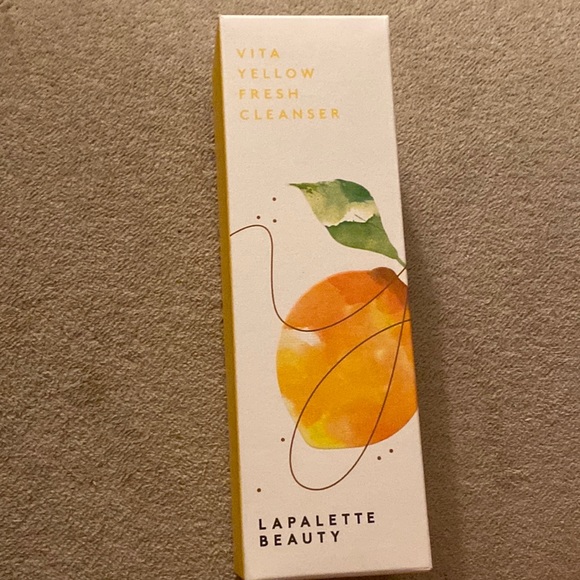 VITA
YELLOW
FRESH
CLEANSER
LAPALETTE
BEAUTY